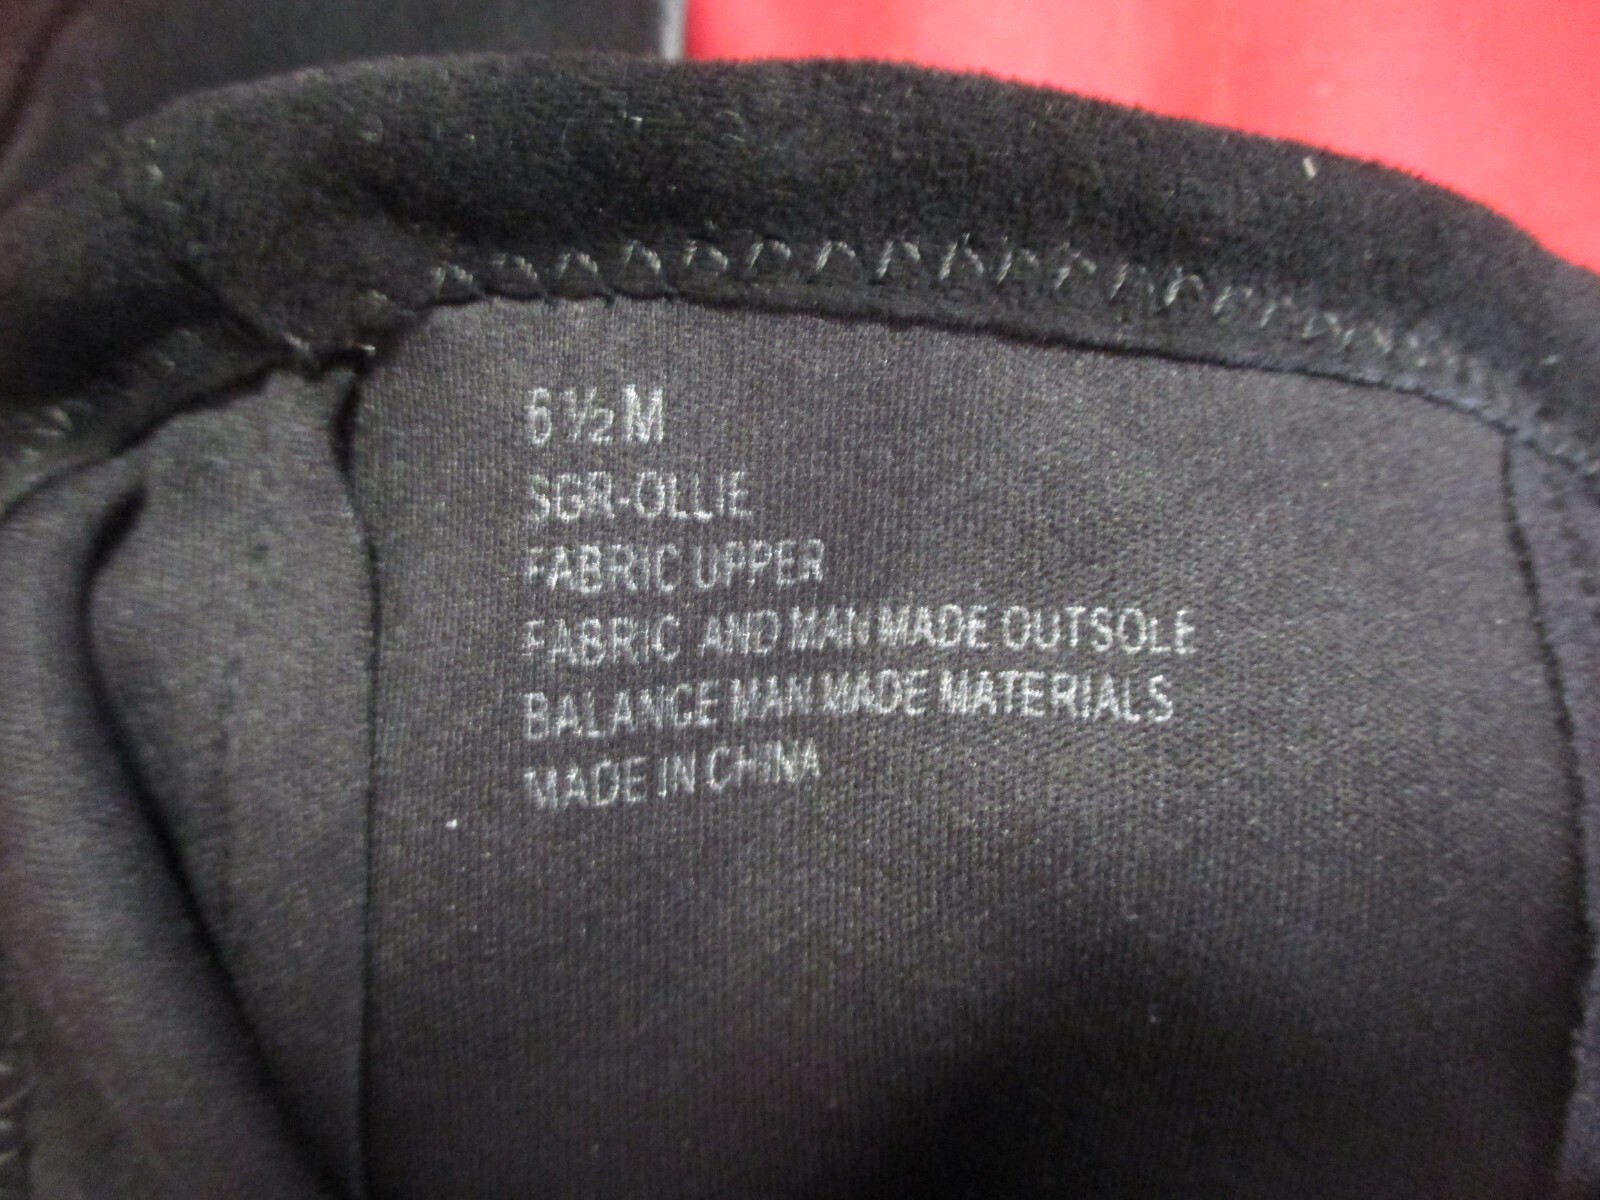 6 ½ M
SGR-OLLIE
FABRIC UPPER
FABRIC AND MAN MADE OUTSOLE
BALANCE MAN MADE MATERIALS
MADE IN CHINA